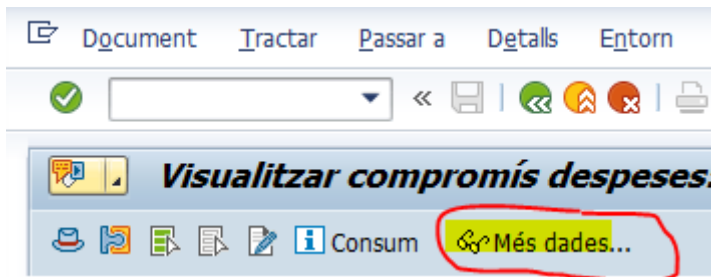 Document Tractar Passar a Detalls Entorn
Visualitzar compromís despeses:
Consum Més dades...